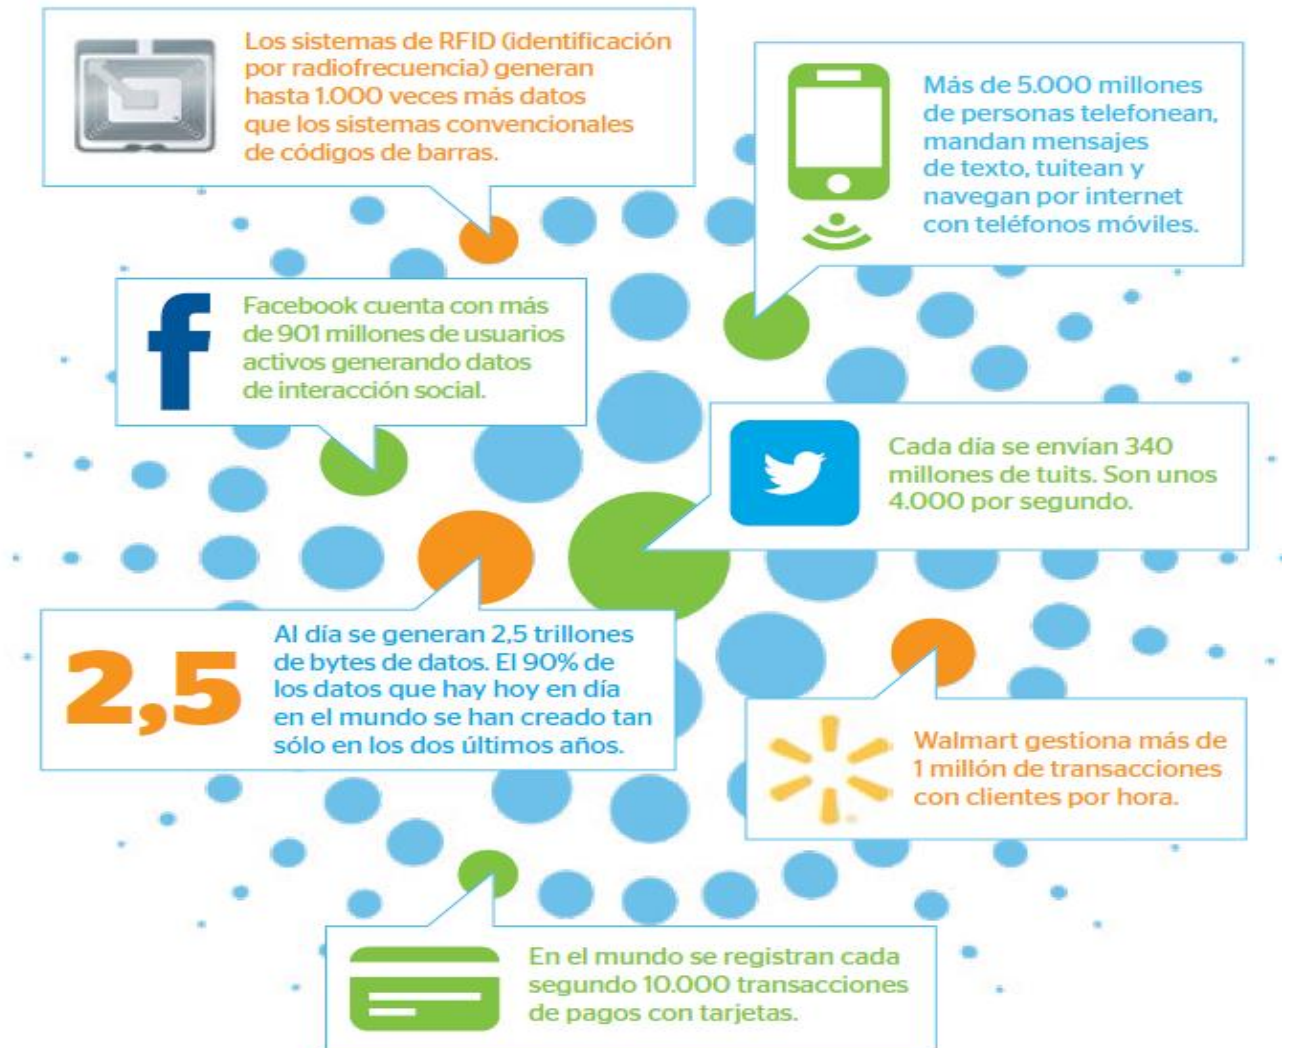 Los sistemas de RFID (identificación
por radiofrecuencia) generan
hasta 1.000 veces más datos
que los sistemas convencionales
de códigos de barras.
Más de 5.000 millones
de personas telefonean,
mandan mensajes
de texto, tuitean y
navegan por internet
con teléfonos móviles.
Facebook cuenta con más
de 901 millones de usuarios
activos generando datos
de interacción social.
Cada día se envían 340
millones de tuits. Son unos
4.000 por segundo.
2,5
Al día se generan 2,5 trillones
de bytes de datos. El 90% de
los datos que hay hoy en día
en el mundo se han creado tan
sólo en los dos últimos años.
Walmart gestiona más de
1 millón de transacciones
con clientes por hora.
En el mundo se registran cada
segundo 10.000 transacciones
de pagos con tarjetas.